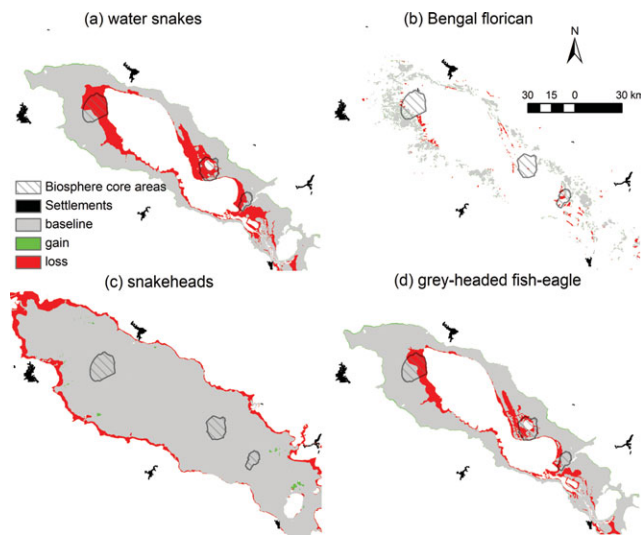 (a) water snakes
(b) Bengal florican
N
30 15 0 30 km
Biosphere core areas
Settlements
baseline
gain
loss
(c) snakeheads
(d) grey-headed fish-eagle